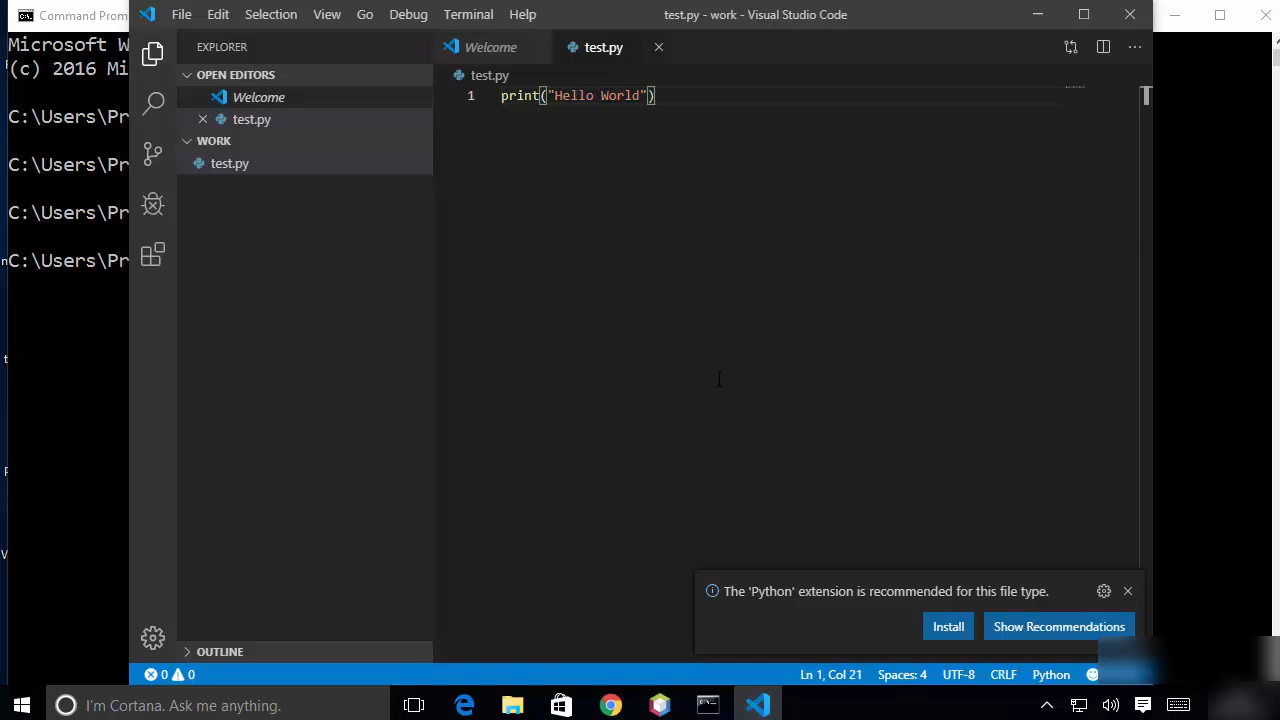 Command Prom
Microsoft W
(c) 2016 Mi
C:\Users\Pr
C:\Users\Pr
C:\Users\Pr
C:\Users\Pr
File Edit Selection View Go Debug Terminal Help
test.py - work - Visual Studio Code
EXPLORER
OPEN EDITORS
Welcome
test.py
WORK
test.py
OUTLINE
Welcome
test.py
test.py
1 print("Hello World")
The 'Python' extension is recommended for this file type.
Install
Show Recommendations
0 0
Ln 1, Col 21 Spaces: 4 UTF-8 CRLF Python
I'm Cortana. Ask me anything.